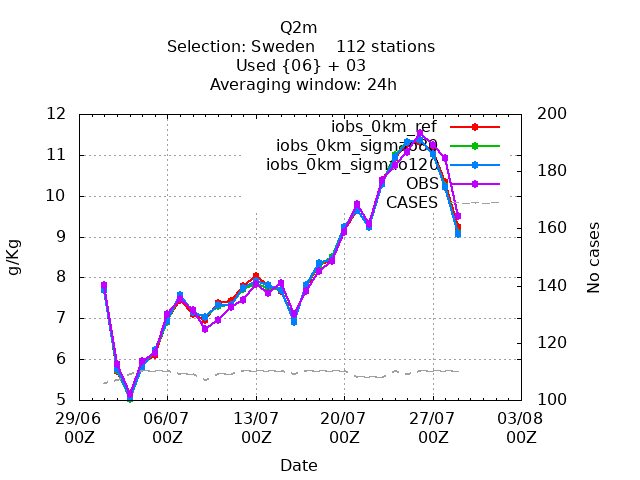 Q2m
Selection: Sweden 112 stations
Used {06} + 03
Averaging window: 24h
iobs_0km_ref
iobs_0km_sigmao80
iobs_0km_sigmao120
OBS
CASES
12
11
10
9
8
7
6
5
200
180
160
140
120
100
g/Kg
No cases
29/06 06/07 13/07 20/07 27/07 03/08
00Z 00Z 00Z 00Z 00Z 00Z
Date